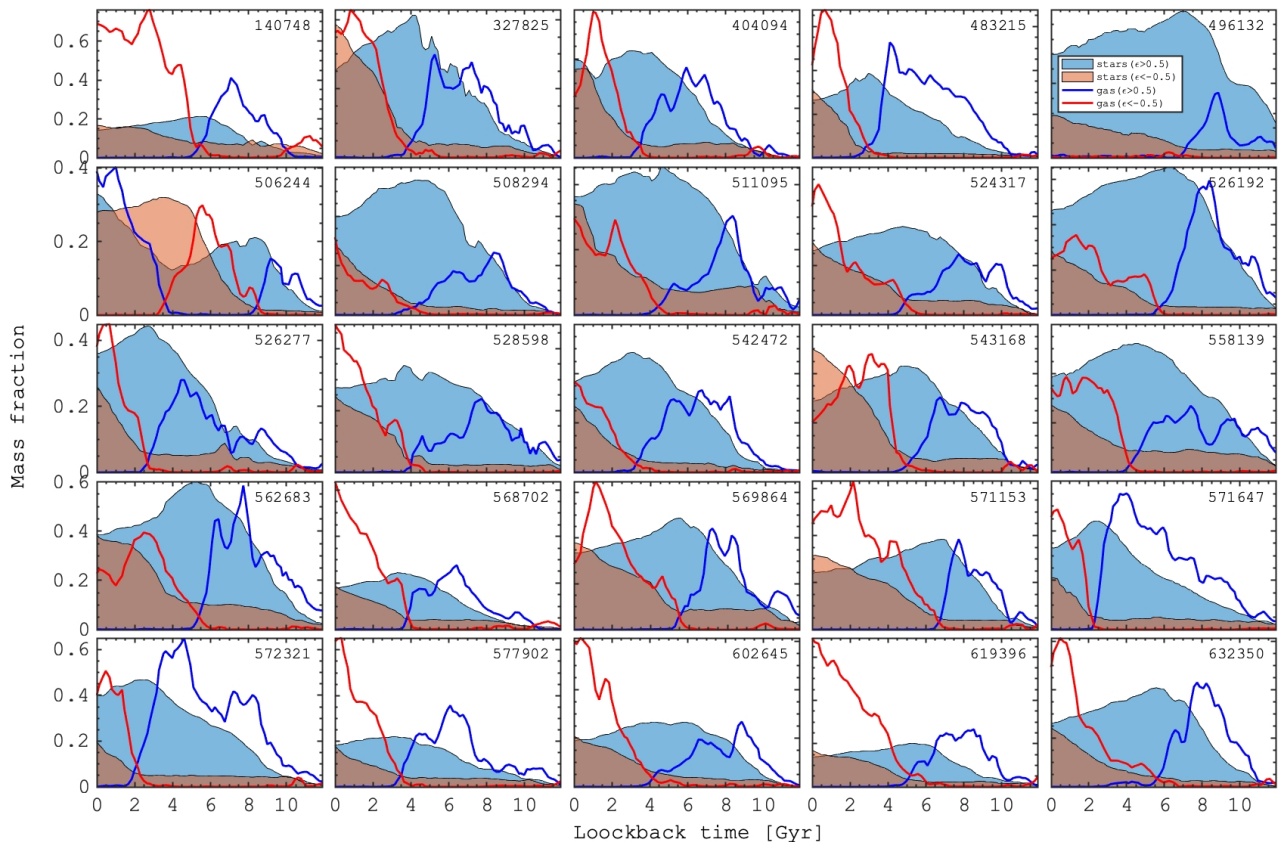 140748 327825 404094 483215 496132
stars(ϵ>0.5)
stars(ϵ<-0.5)
gas(ϵ>0.5)
gas(ϵ<-0.5)
0.6
0.4
0.2
0
506244 508294 511095 524317 526192
0.4
0.2
0
526277 528598 542472 543168 558139
0.4
0.2
0
562683 568702 569864 571153 571647
0.6
0.4
0.2
0
572321 577902 602645 619396 632350
0.6
0.4
0.2
0
0 2 4 6 8 10 0 2 4 6 8 10 0 2 4 6 8 10 0 2 4 6 8 10 0 2 4 6 8 10
Mass fraction
Loockback time [Gyr]